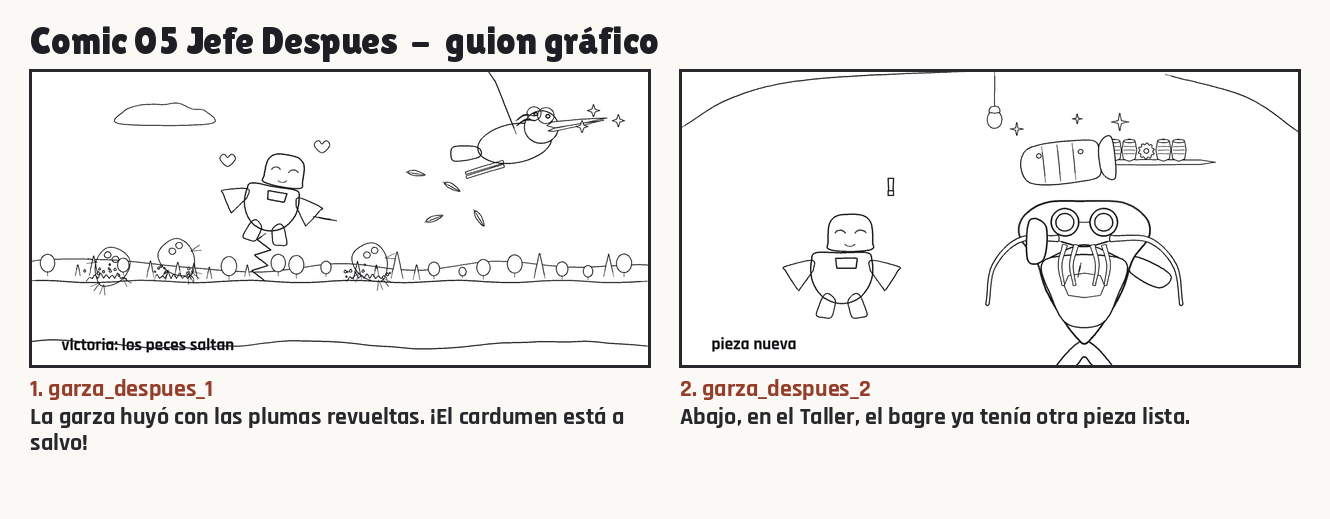 Comic 05 Jefe Despues – guion gráfico
victoria: los peces saltan
pieza nueva
!
1. garza_despues_1
La garza huyó con las plumas revueltas. ¡El cardumen está a
salvo!
2. garza_despues_2
Abajo, en el Taller, el bagre ya tenía otra pieza lista.